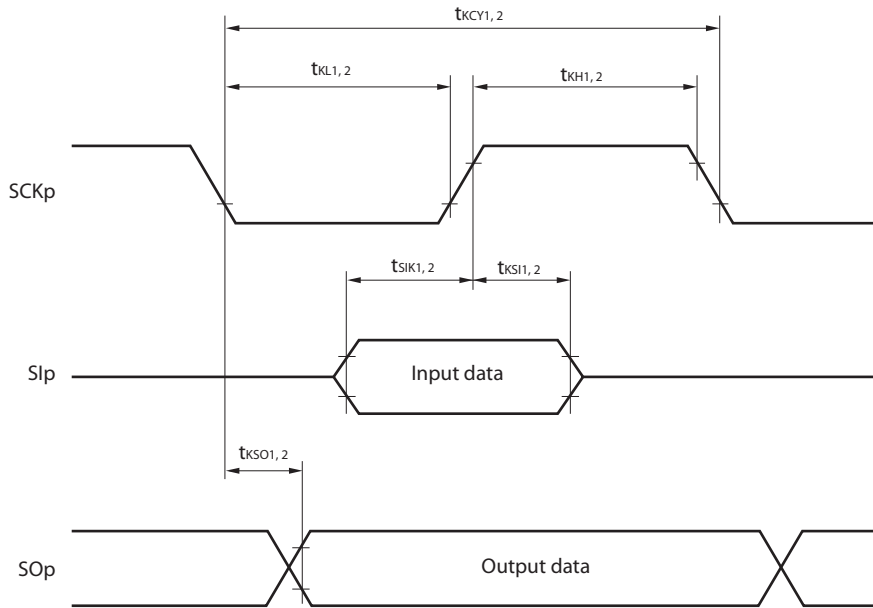 tKCY1, 2
tKL1, 2
tKH1, 2
SCKp
tSIK1, 2
tKSI1, 2
SIp
Input data
tKSO1, 2
SOp
Output data